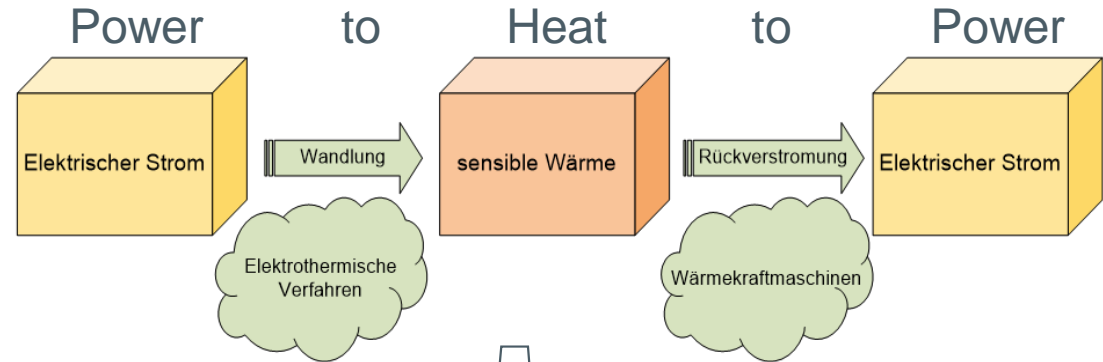 Power to Heat to Power
Elektrischer Strom
Wandlung
sensible Wärme
Rückverstromung
Elektrischer Strom
Elektrothermische
Verfahren
Wärmekraftmaschinen